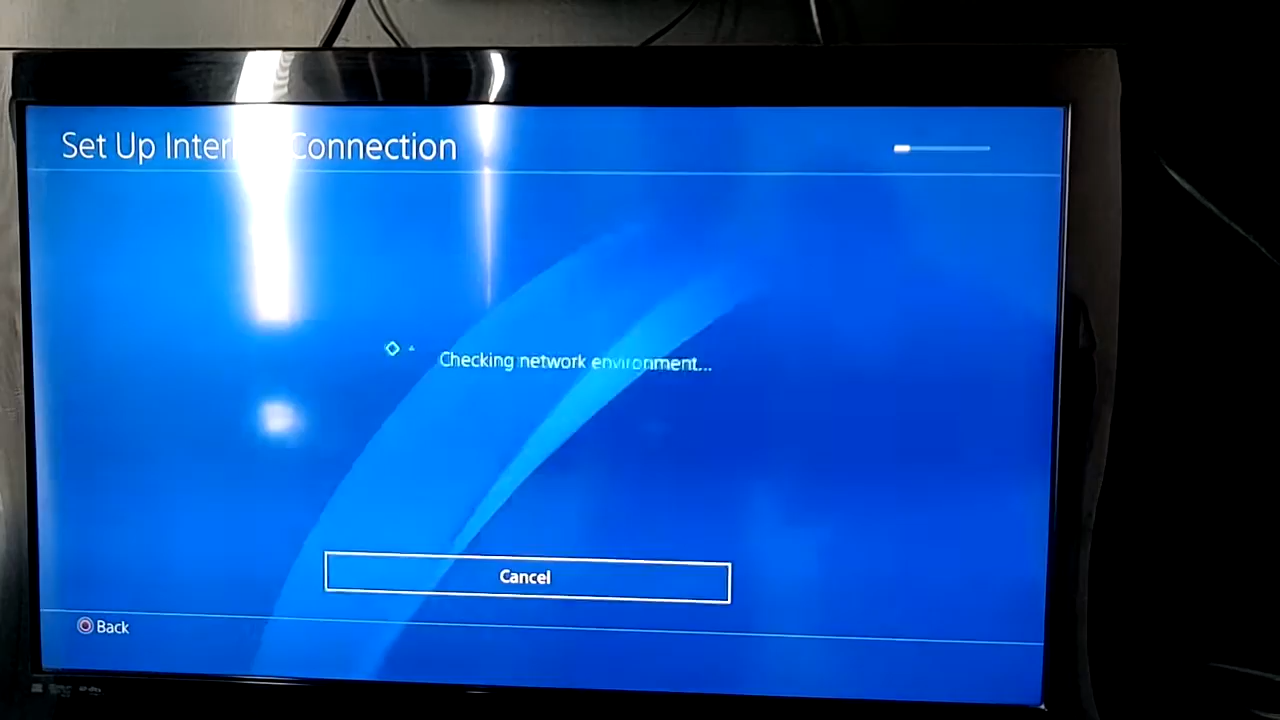 Set Up Inter Connection
Checking network environment...
Cancel
Back